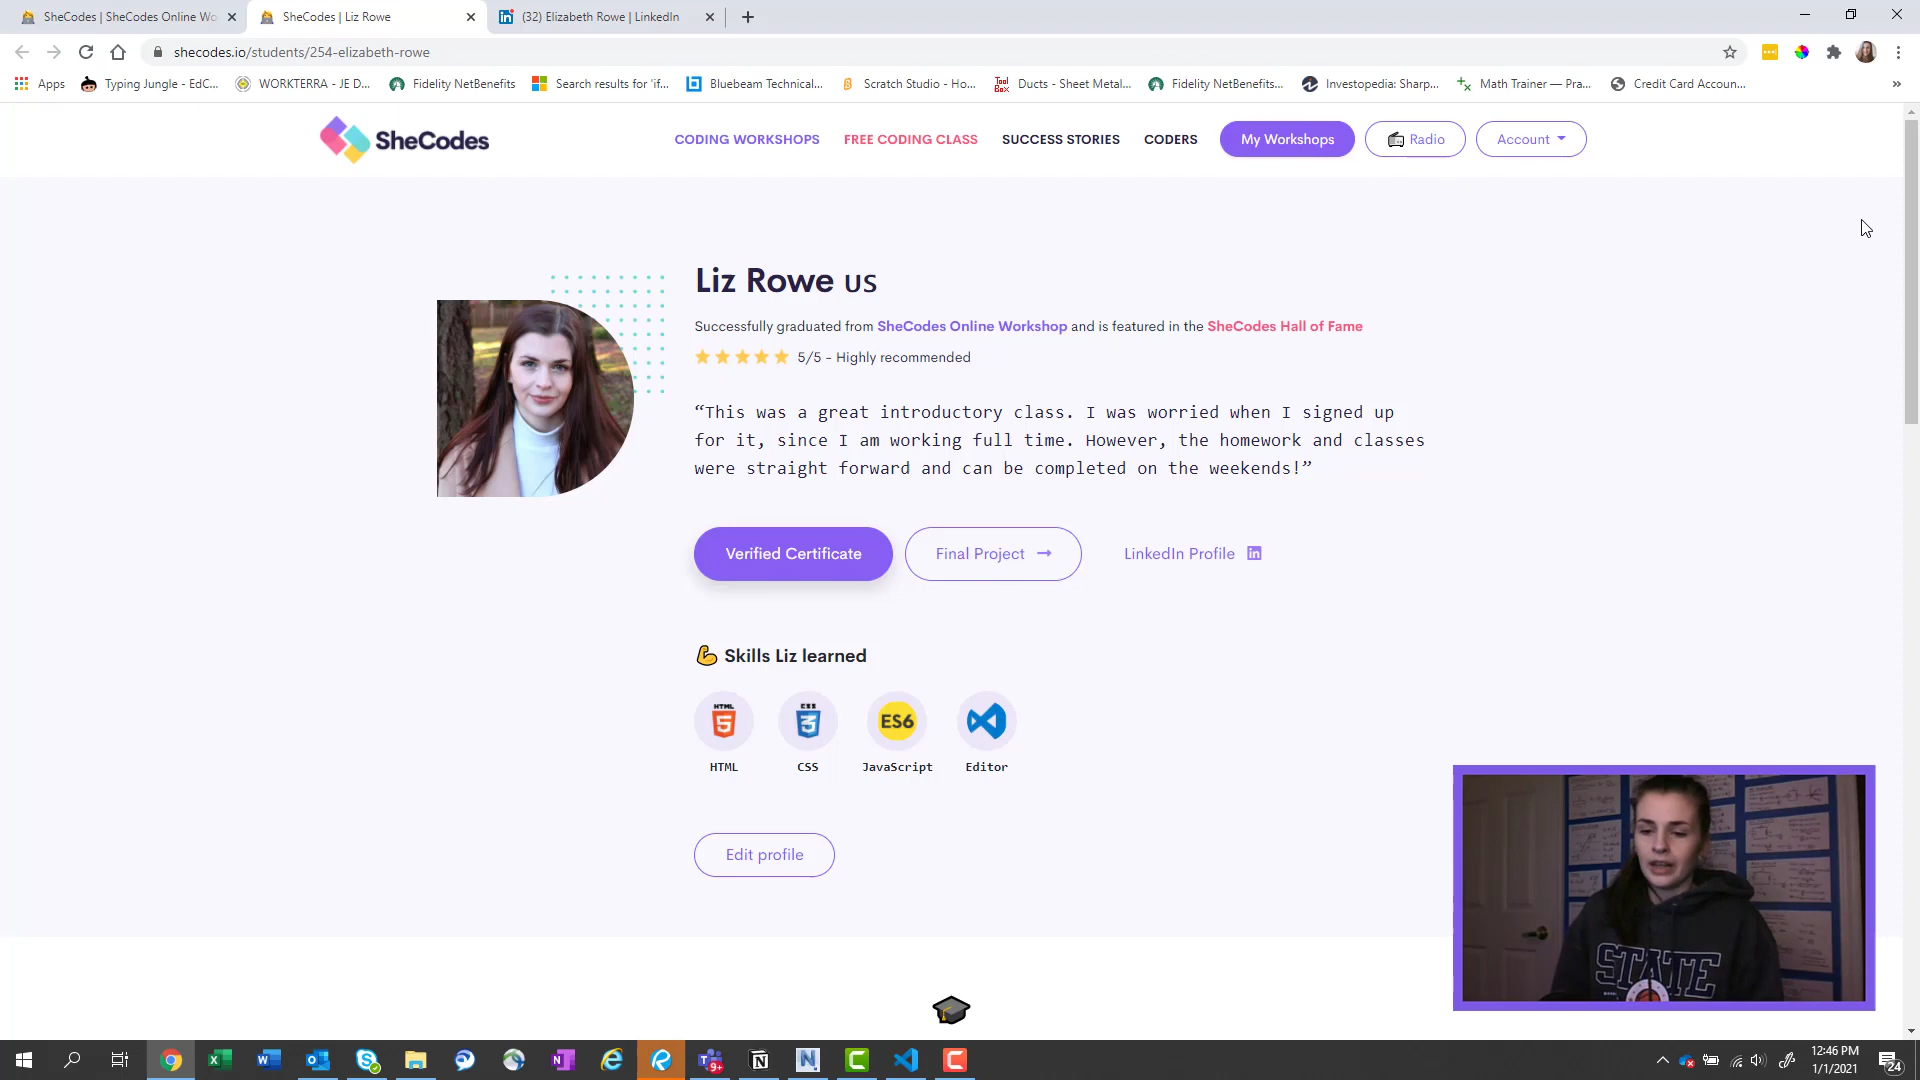 SheCodes | SheCodes Online Wo
SheCodes | Liz Rowe
(32) Elizabeth Rowe | LinkedIn
shecodes.io/students/254-elizabeth-rowe
Apps
Typing Jungle - EdC...
WORKTERRA - JE D...
Fidelity NetBenefits
Search results for 'if...
Bluebeam Technical...
Scratch Studio - Ho...
Ducts - Sheet Metal...
Fidelity NetBenefits...
Investopedia: Sharp...
Math Trainer — Pra...
Credit Card Accoun...
SheCodes
CODING WORKSHOPS
FREE CODING CLASS
SUCCESS STORIES
CODERS
My Workshops
Radio
Account
Liz Rowe US
Successfully graduated from SheCodes Online Workshop and is featured in the SheCodes Hall of Fame
5/5 - Highly recommended
“This was a great introductory class. I was worried when I signed up
for it, since I am working full time. However, the homework and classes
were straight forward and can be completed on the weekends!”
Verified Certificate
Final Project
LinkedIn Profile
Skills Liz learned
HTML
CSS
JavaScript
Editor
ES6
Edit profile
STATE
12:46 PM
1/1/2021
24